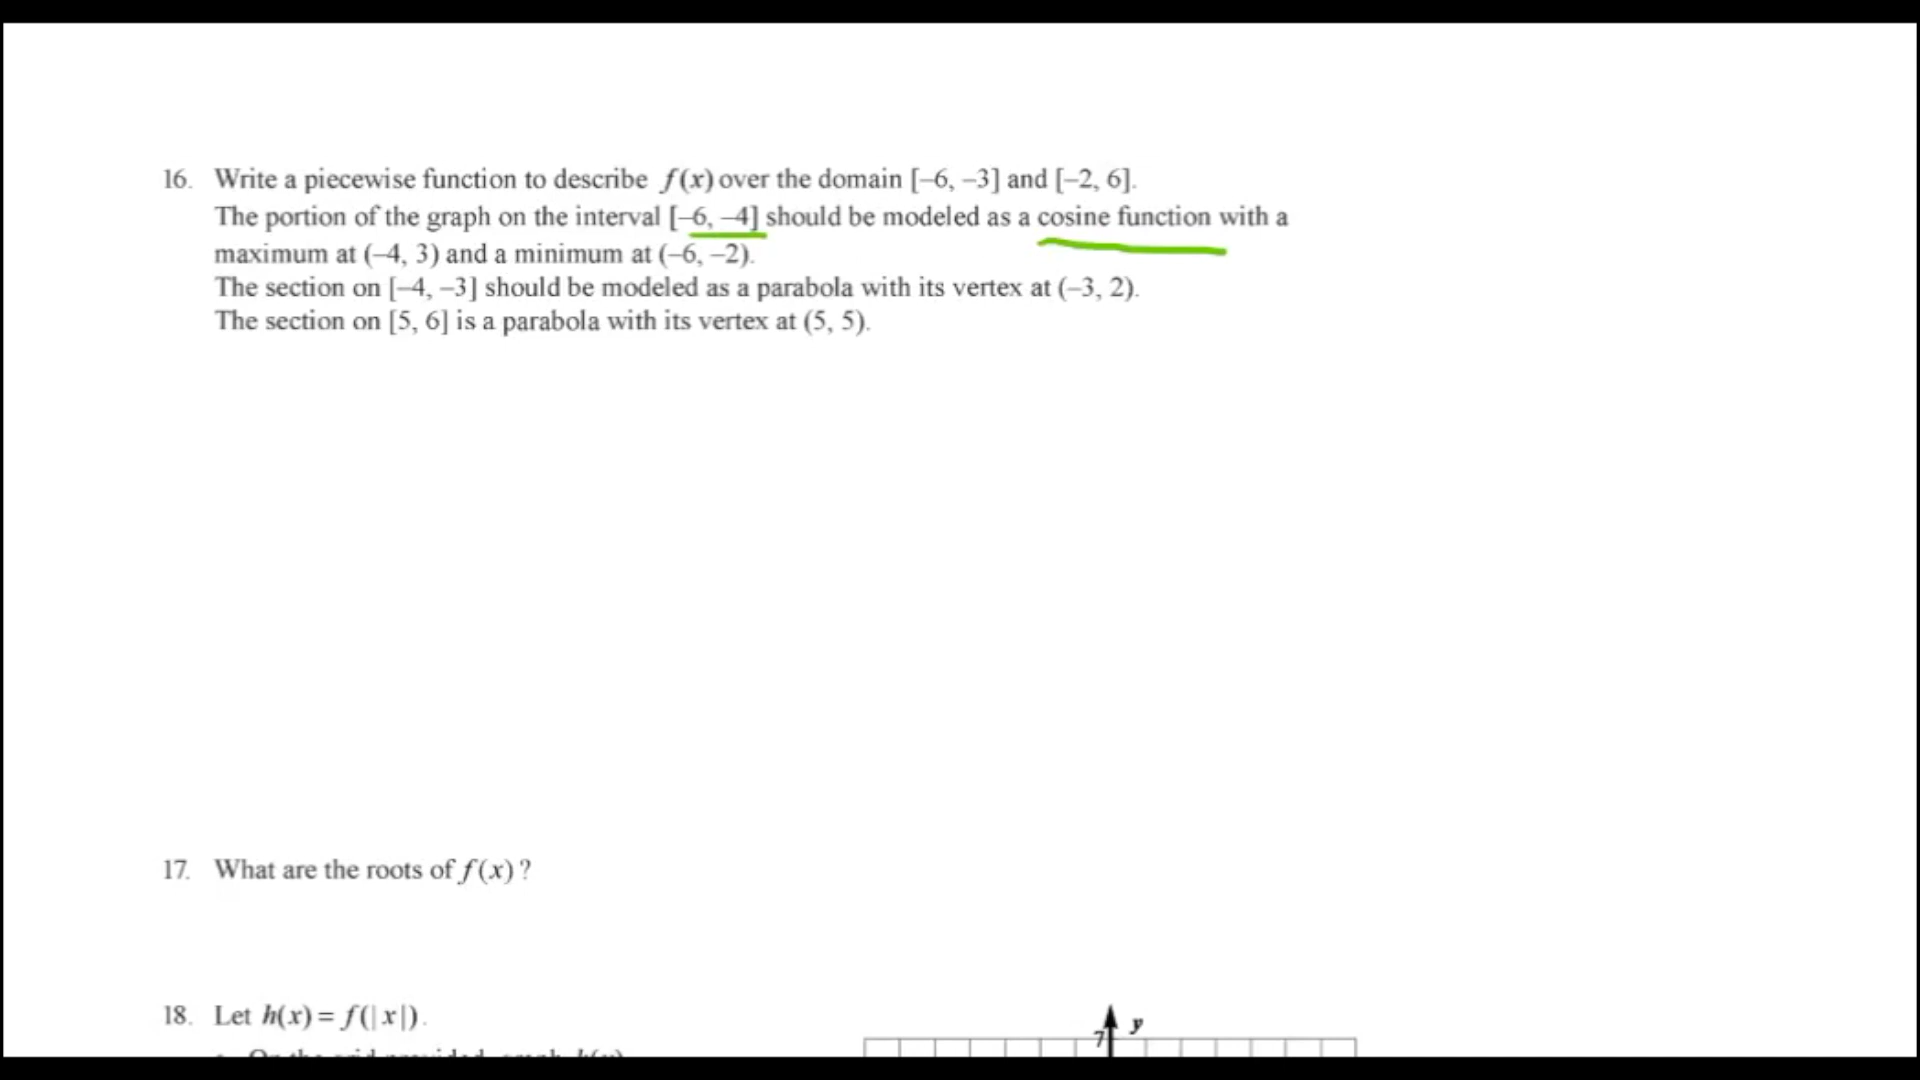 16. Write a piecewise function to describe f(x) over the domain [–6, –3] and [–2, 6].
The portion of the graph on the interval [–6, –4] should be modeled as a cosine function with a
maximum at (–4, 3) and a minimum at (–6, –2).
The section on [–4, –3] should be modeled as a parabola with its vertex at (–3, 2).
The section on [5, 6] is a parabola with its vertex at (5, 5).
17. What are the roots of f(x)?
18. Let h(x) = f(|x|).
y
7